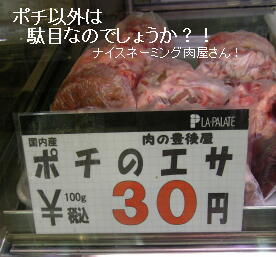 ポチ以外は
駄目なのでしょうか？！
ナイスネーミング肉屋さん！
LA-PALATE
国内産
肉の豊後屋
ポチのエサ
¥ 100g 税込 30円